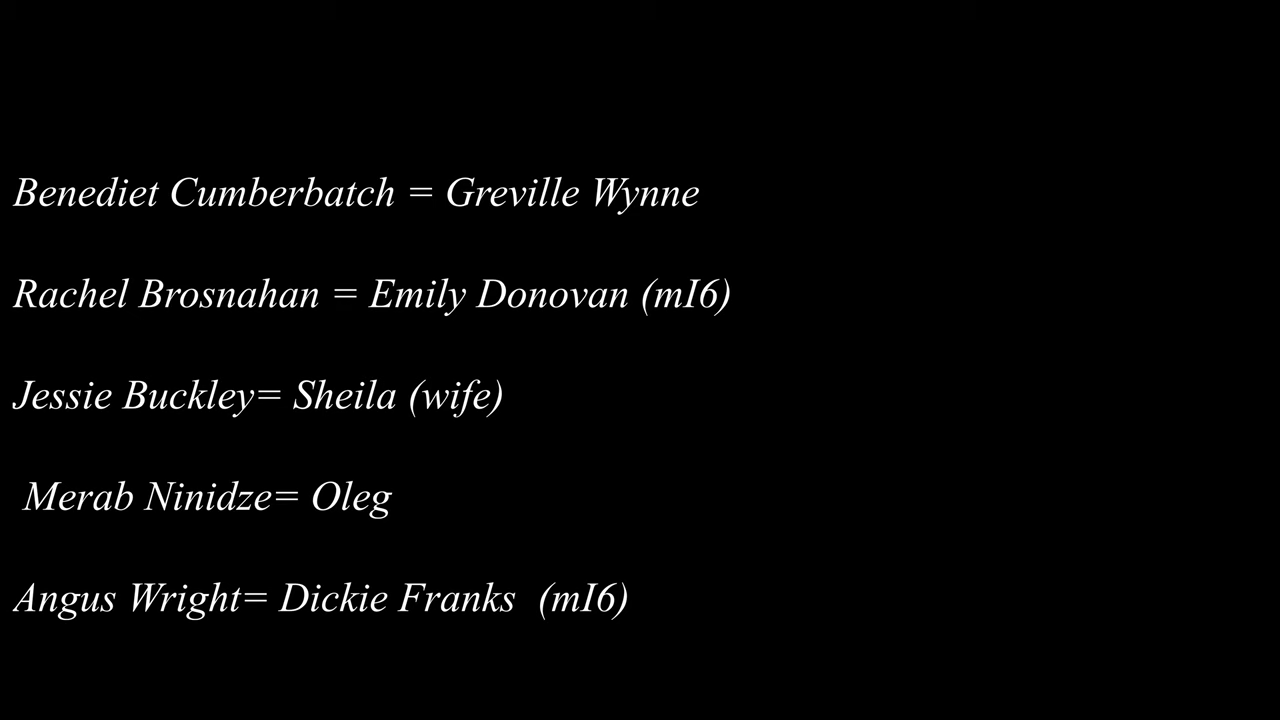 Benediet Cumberbatch = Greville Wynne
Rachel Brosnahan = Emily Donovan (mI6)
Jessie Buckley= Sheila (wife)
Merab Ninidze= Oleg
Angus Wright= Dickie Franks (mI6)